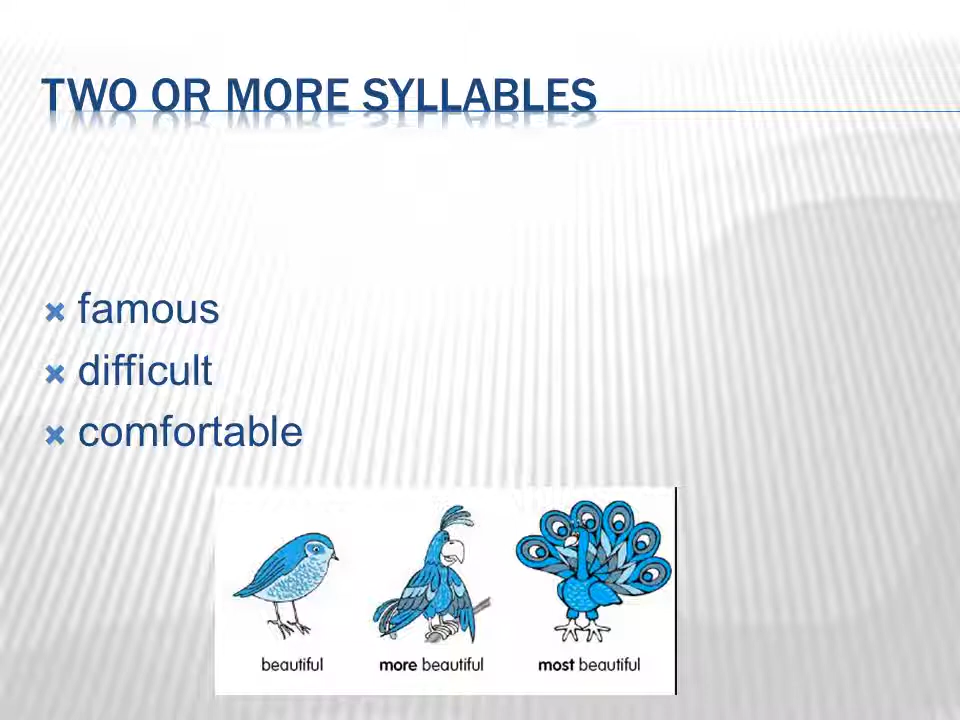 TWO OR MORE SYLLABLES
famous
difficult
comfortable
beautiful more beautiful most beautiful